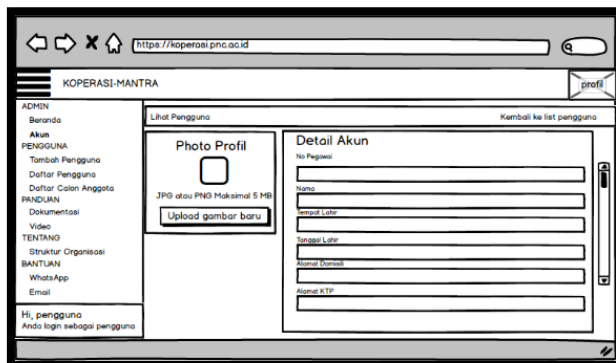 https://koperasi.pnc.ac.id
KOPERASI-MANTRA
profil
ADMIN
Beranda
Akun
PENGGUNA
Tambah Pengguna
Daftar Pengguna
Daftar Calon Anggota
PANDUAN
Dokumentasi
Video
TENTANG
Struktur Organisasi
BANTUAN
WhatsApp
Email
Hi, pengguna
Anda login sebagai pengguna
Lihat Pengguna
Kembali ke list pengguna
Photo Profil
JPG atau PNG Maksimal 5 MB
Upload gambar baru
Detail Akun
No Pegawai
Nama
Tempat Lahir
Tanggal Lahir
Alamat Domisili
Alamat KTP